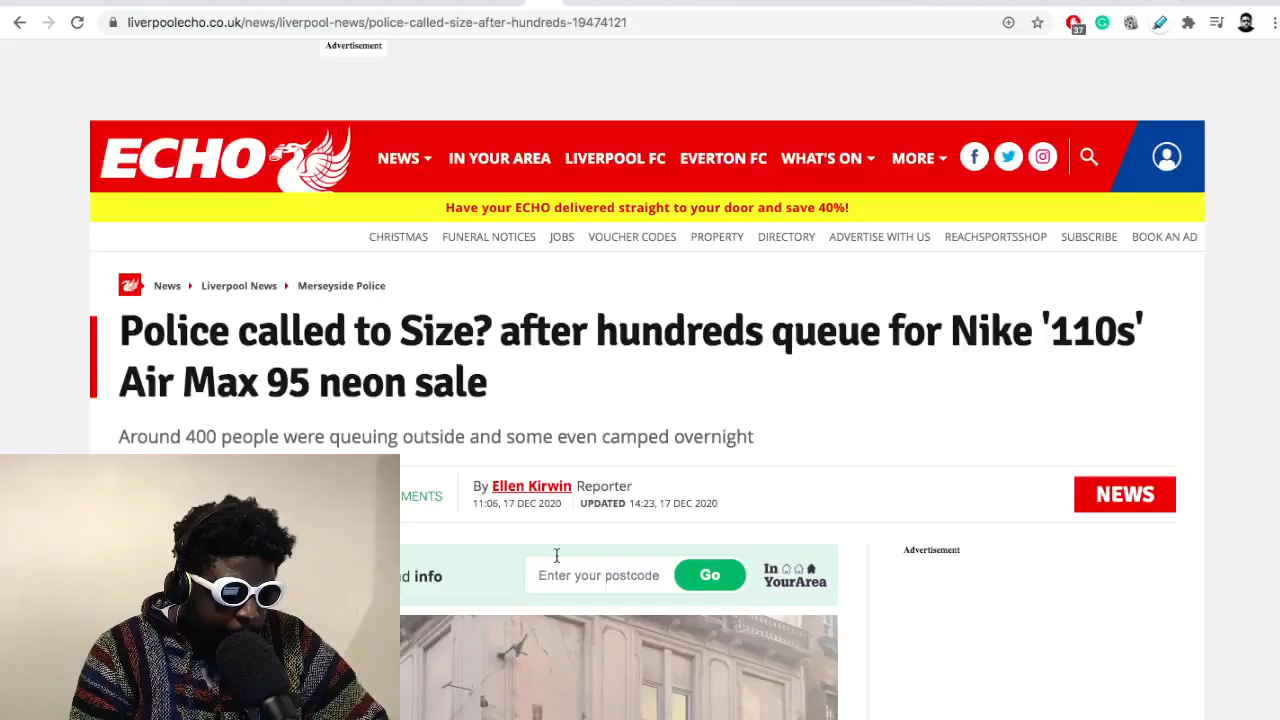 liverpoolecho.co.uk/news/liverpool-news/police-called-size-after-hundreds-19474121
37
Advertisement
ECHO
NEWS IN YOUR AREA LIVERPOOL FC EVERTON FC WHAT'S ON MORE
Have your ECHO delivered straight to your door and save 40%!
CHRISTMAS FUNERAL NOTICES JOBS VOUCHER CODES PROPERTY DIRECTORY ADVERTISE WITH US REACHSPORTSSHOP SUBSCRIBE BOOK AN AD
News Liverpool News Merseyside Police
Police called to Size? after hundreds queue for Nike '110s'
Air Max 95 neon sale
Around 400 people were queuing outside and some even camped overnight
MENTS
By Ellen Kirwin Reporter
11:06, 17 DEC 2020 UPDATED 14:23, 17 DEC 2020
NEWS
Advertisement
info
Enter your postcode
Go
In
YourArea